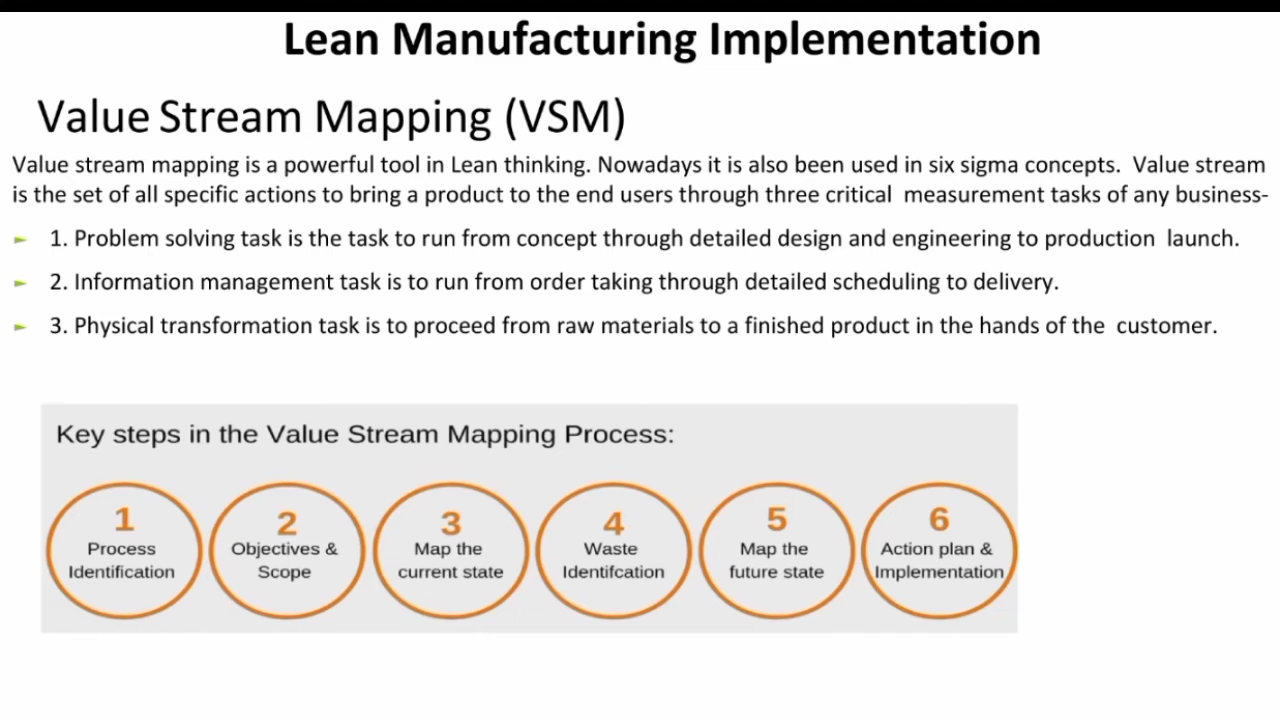 Lean Manufacturing Implementation
Value Stream Mapping (VSM)
Value stream mapping is a powerful tool in Lean thinking. Nowadays it is also been used in six sigma concepts. Value stream
is the set of all specific actions to bring a product to the end users through three critical measurement tasks of any business-
► 1. Problem solving task is the task to run from concept through detailed design and engineering to production launch.
► 2. Information management task is to run from order taking through detailed scheduling to delivery.
► 3. Physical transformation task is to proceed from raw materials to a finished product in the hands of the customer.
Key steps in the Value Stream Mapping Process:
1
Process
Identification
2
Objectives &
Scope
3
Map the
current state
4
Waste
Identifcation
5
Map the
future state
6
Action plan &
Implementation